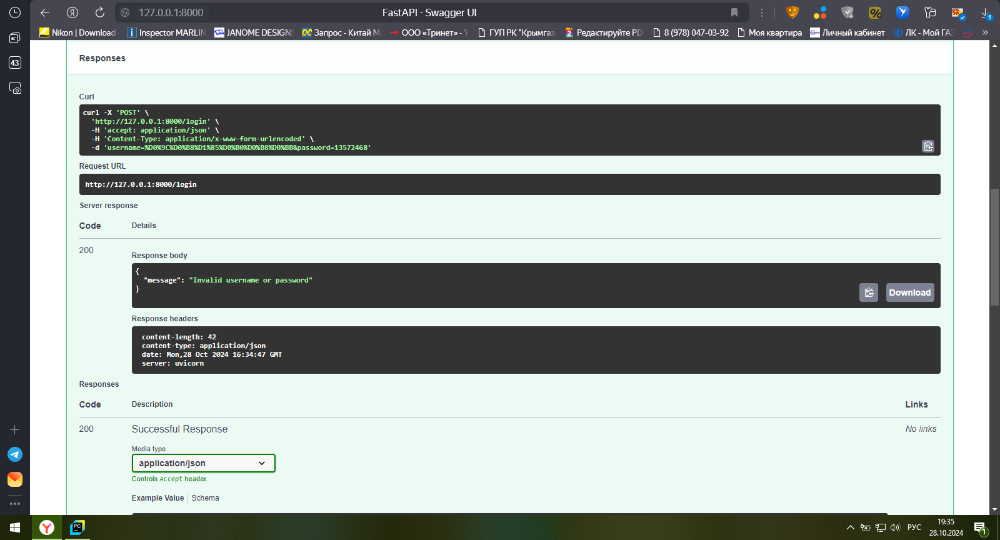 127.0.0.1:8000
FastAPI - Swagger UI
1
Nikon | Download
Inspector MARLIN
JANOME DESIGNS
Запрос - Китай М
ООО «Тринет» - У
ГУП РК "Крымгаз
Редактируйте PD
8 (978) 047-03-92
Моя квартира
Личный кабинет
ЛК - Мой ГАЗ
»
43
Responses
Curl
curl -X 'POST' \
'http://127.0.0.1:8000/login' \
-H 'accept: application/json' \
-H 'Content-Type: application/x-www-form-urlencoded' \
-d 'username=%D0%9C%D0%B8%D1%85%D0%B0%D0%B8%D0%BB&password=13572468'
Request URL
http://127.0.0.1:8000/login
Server response
Code Details
200
Response body
{
"message": "Invalid username or password"
}
Download
Response headers
content-length: 42
content-type: application/json
date: Mon,28 Oct 2024 16:34:47 GMT
server: uvicorn
Responses
Code Description Links
200 Successful Response No links
Media type
application/json
Controls Accept header.
Example Value Schema
PC
РУС
19:35
28.10.2024
1